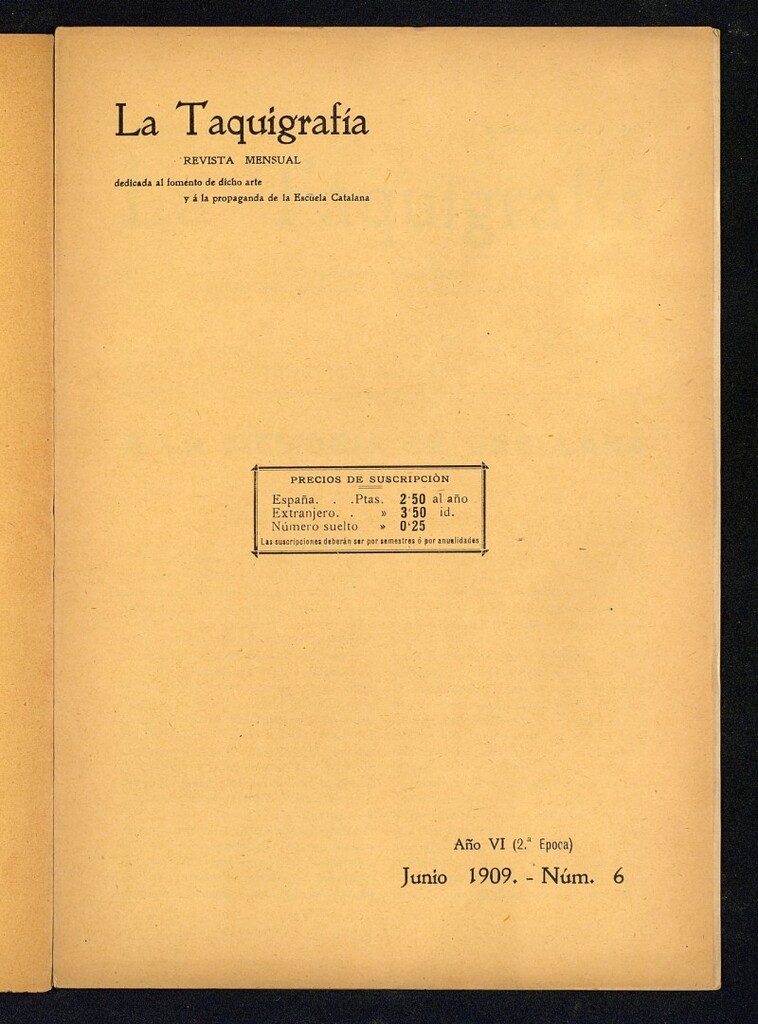 La Taquigrafía
REVISTA MENSUAL
dedicada al fomento de dicho arte
y á la propaganda de la Escuela Catalana
PRECIOS DE SUSCRIPCIÒN
España. . .Ptas. 2'50 al año
Extranjero. . » 3'50 id.
Número suelto » 0'25
Las suscripciones deberán ser por semestres ó por anualidades
Año VI (2.ª Epoca)
Junio 1909. - Núm. 6